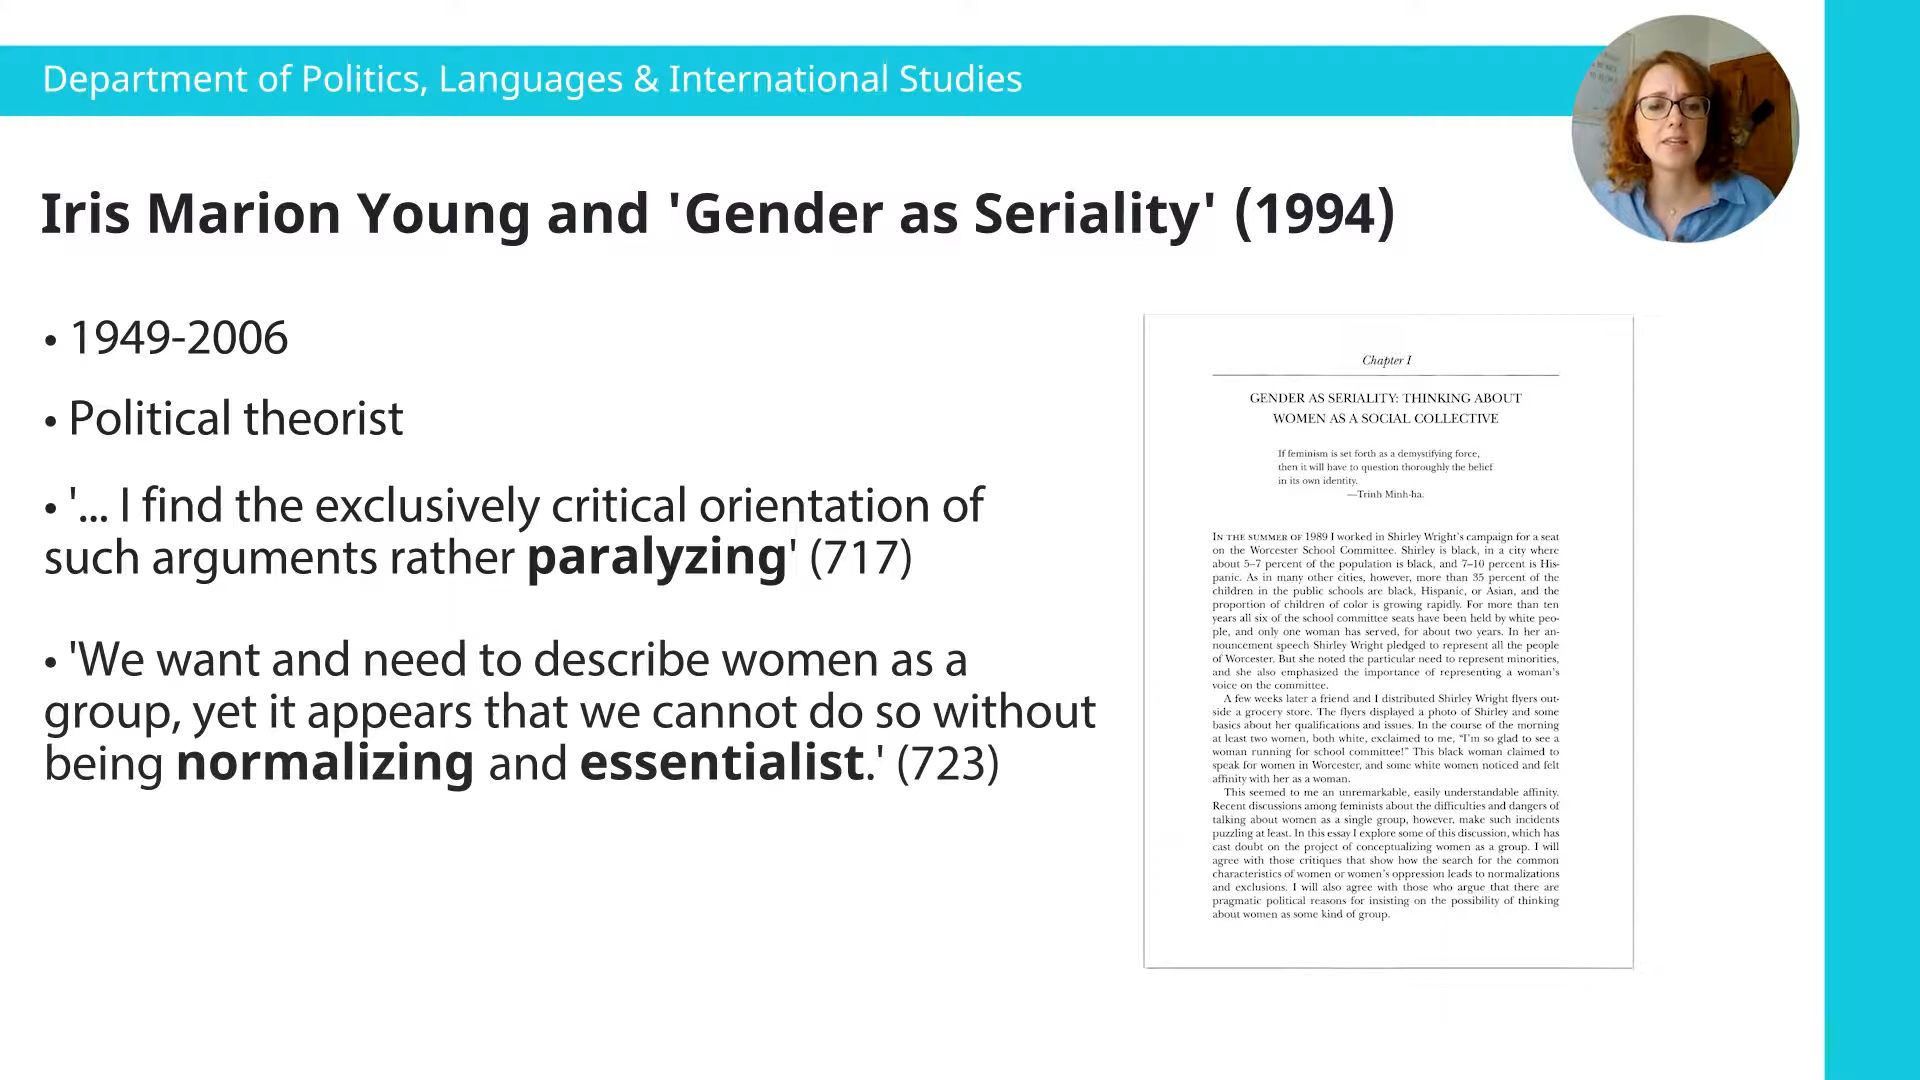 Department of Politics, Languages & International Studies
Iris Marion Young and 'Gender as Seriality' (1994)
• 1949-2006
• Political theorist
• '... I find the exclusively critical orientation of
such arguments rather paralyzing' (717)
• 'We want and need to describe women as a
group, yet it appears that we cannot do so without
being normalizing and essentialist.' (723)
Chapter I
GENDER AS SERIALITY: THINKING ABOUT
WOMEN AS A SOCIAL COLLECTIVE
If feminism is set forth as a demystifying force,
then it will have to question thoroughly the belief
in its own identity.
—Trinh Minh-ha.
IN THE SUMMER OF 1989 I worked in Shirley Wright's campaign for a seat
on the Worcester School Committee. Shirley is black, in a city where
about 5–7 percent of the population is black, and 7–10 percent is His-
panic. As in many other cities, however, more than 35 percent of the
children in the public schools are black, Hispanic, or Asian, and the
proportion of children of color is growing rapidly. For more than ten
years all six of the school committee seats have been held by white peo-
ple, and only one woman has served, for about two years. In her an-
nouncement speech Shirley Wright pledged to represent all the people
of Worcester. But she noted the particular need to represent minorities,
and she also emphasized the importance of representing a woman's
voice on the committee.
A few weeks later a friend and I distributed Shirley Wright flyers out-
side a grocery store. The flyers displayed a photo of Shirley and some
basics about her qualifications and issues. In the course of the morning
at least two women, both white, exclaimed to me, "I'm so glad to see a
woman running for school committee!" This black woman claimed to
speak for women in Worcester, and some white women noticed and felt
affinity with her as a woman.
This seemed to me an unremarkable, easily understandable affinity.
Recent discussions among feminists about the difficulties and dangers of
talking about women as a single group, however, make such incidents
puzzling at least. In this essay I explore some of this discussion, which has
cast doubt on the project of conceptualizing women as a group. I will
agree with those critiques that show how the search for the common
characteristics of women or women's oppression leads to normalizations
and exclusions. I will also agree with those who argue that there are
pragmatic political reasons for insisting on the possibility of thinking
about women as some kind of group.